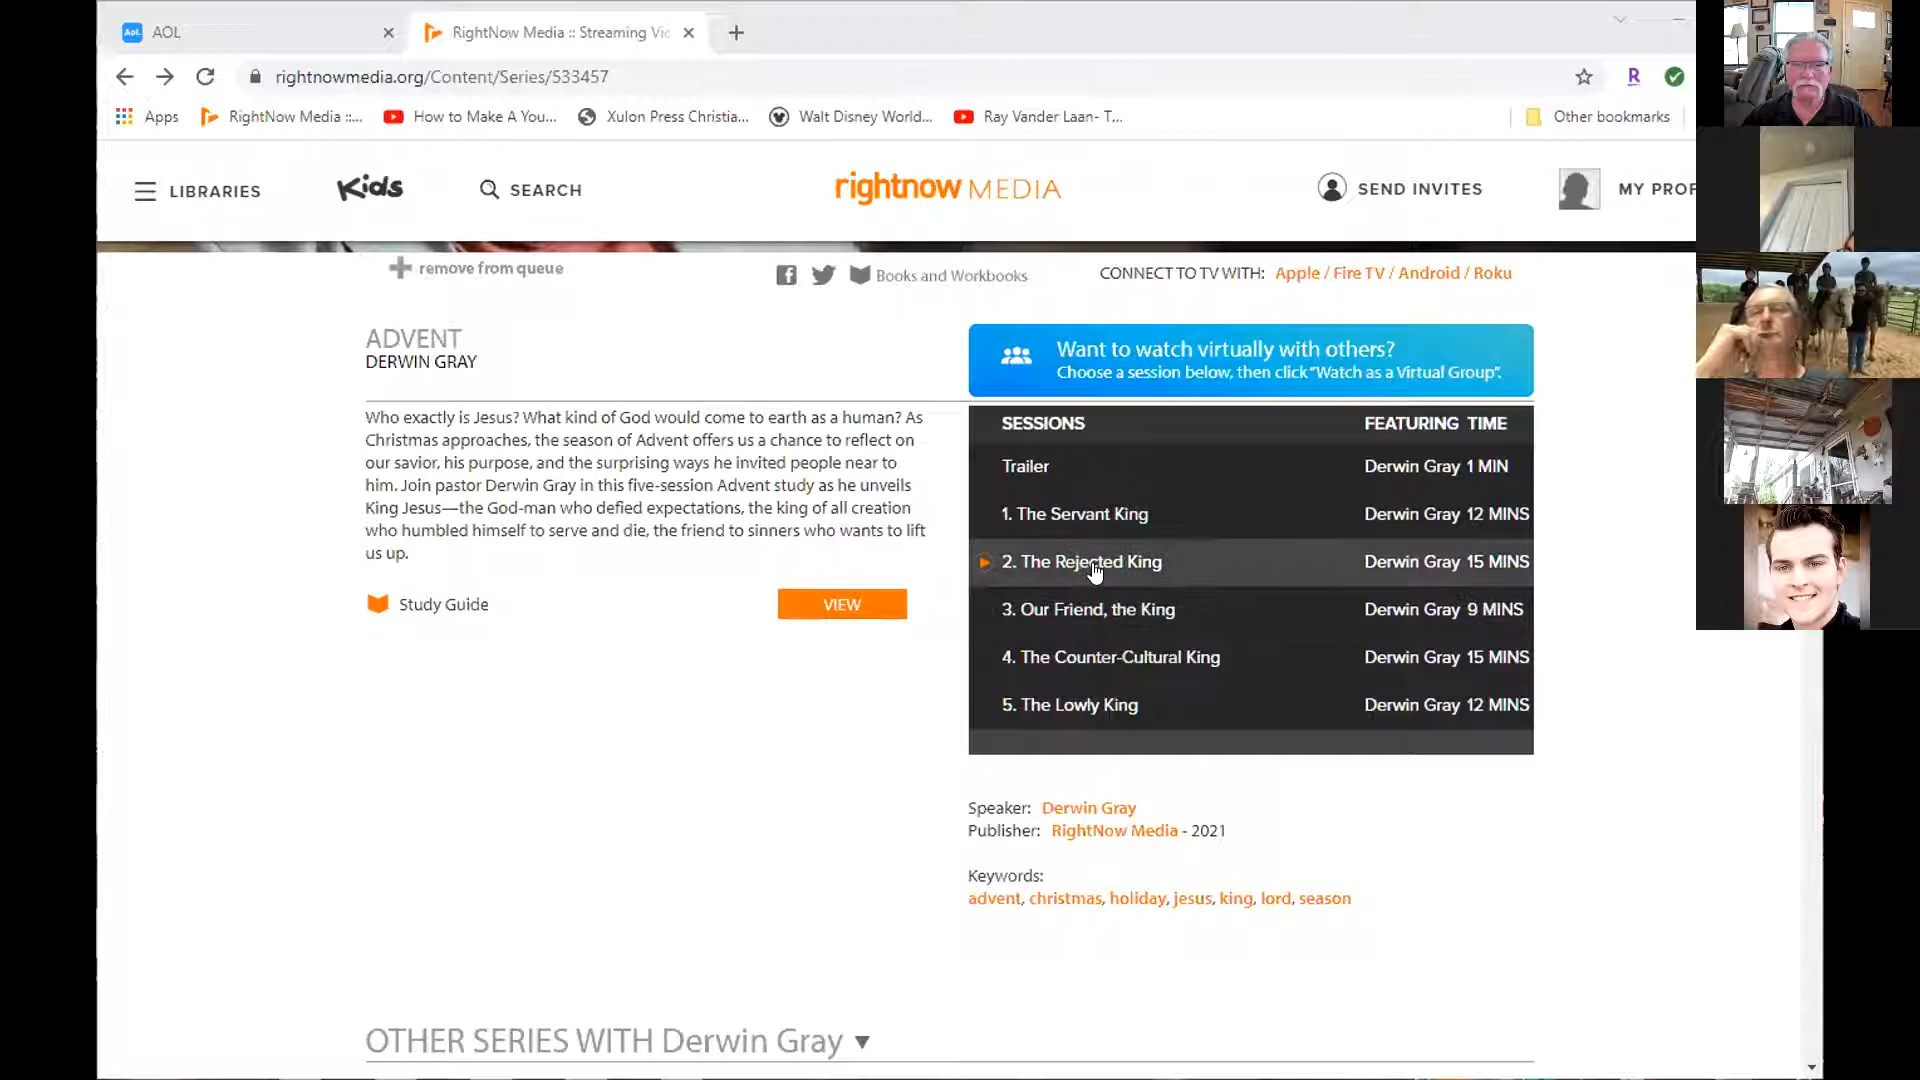 AOL
RightNow Media :: Streaming Vic
rightnowmedia.org/Content/Series/533457
R
Apps
RightNow Media ::...
How to Make A You...
Xulon Press Christia...
Walt Disney World...
Ray Vander Laan- T...
Other bookmarks
LIBRARIES
Kids
SEARCH
rightnow MEDIA
SEND INVITES
MY PROF
remove from queue
Books and Workbooks
CONNECT TO TV WITH: Apple / Fire TV / Android / Roku
ADVENT
DERWIN GRAY
Want to watch virtually with others?
Choose a session below, then click "Watch as a Virtual Group".
Who exactly is Jesus? What kind of God would come to earth as a human? As
Christmas approaches, the season of Advent offers us a chance to reflect on
our savior, his purpose, and the surprising ways he invited people near to
him. Join pastor Derwin Gray in this five-session Advent study as he unveils
King Jesus—the God-man who defied expectations, the king of all creation
who humbled himself to serve and die, the friend to sinners who wants to lift
us up.
Study Guide
VIEW
SESSIONS FEATURING TIME
Trailer Derwin Gray 1 MIN
1. The Servant King Derwin Gray 12 MINS
2. The Rejected King Derwin Gray 15 MINS
3. Our Friend, the King Derwin Gray 9 MINS
4. The Counter-Cultural King Derwin Gray 15 MINS
5. The Lowly King Derwin Gray 12 MINS
Speaker: Derwin Gray
Publisher: RightNow Media - 2021
Keywords:
advent, christmas, holiday, jesus, king, lord, season
OTHER SERIES WITH Derwin Gray